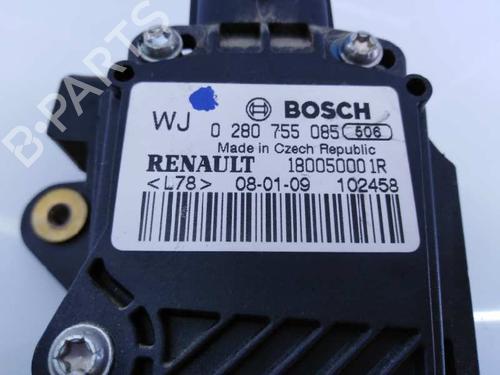 B-PARTS
BOSCH
WJ 0 280 755 085 506
Made in Czech Republic
RENAULT 180050001R
<L78> 08-01-09 102458